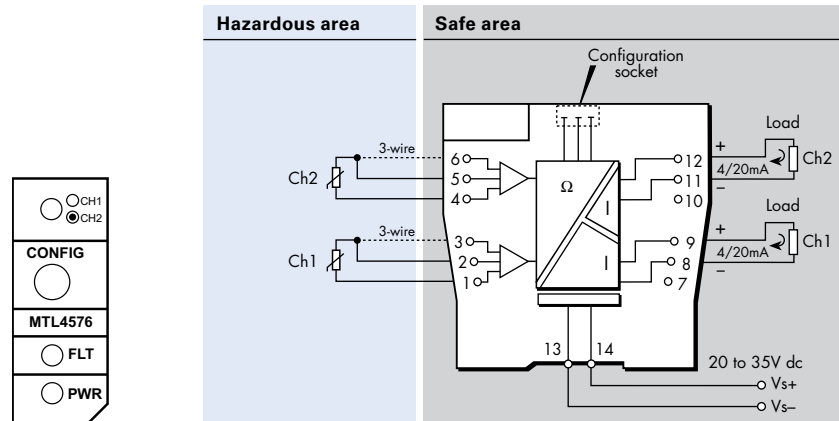 Hazardous area
Safe area
Configuration
socket
Load
3-wire
6
5
4
Ch2
Ω
12
11
10
+
4/20mA
–
Ch2
Load
3-wire
3
2
1
Ch1
I
I
9
8
7
+
4/20mA
–
Ch1
13 14
20 to 35V dc
Vs+
Vs–
CH1
CH2
CONFIG
MTL4576
FLT
PWR